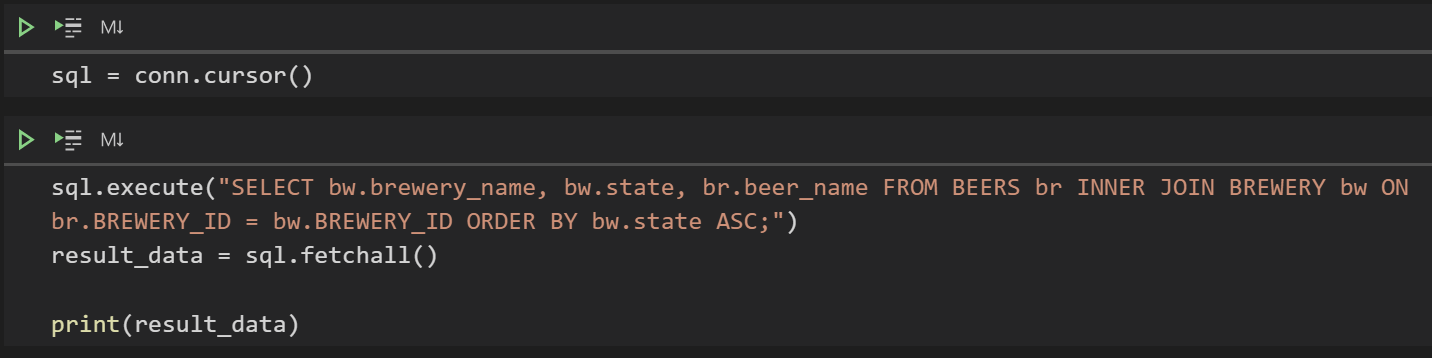 M↓
sql = conn.cursor()
M↓
sql.execute("SELECT bw.brewery_name, bw.state, br.beer_name FROM BEERS br INNER JOIN BREWERY bw ON
br.BREWERY_ID = bw.BREWERY_ID ORDER BY bw.state ASC;")
result_data = sql.fetchall()
print(result_data)